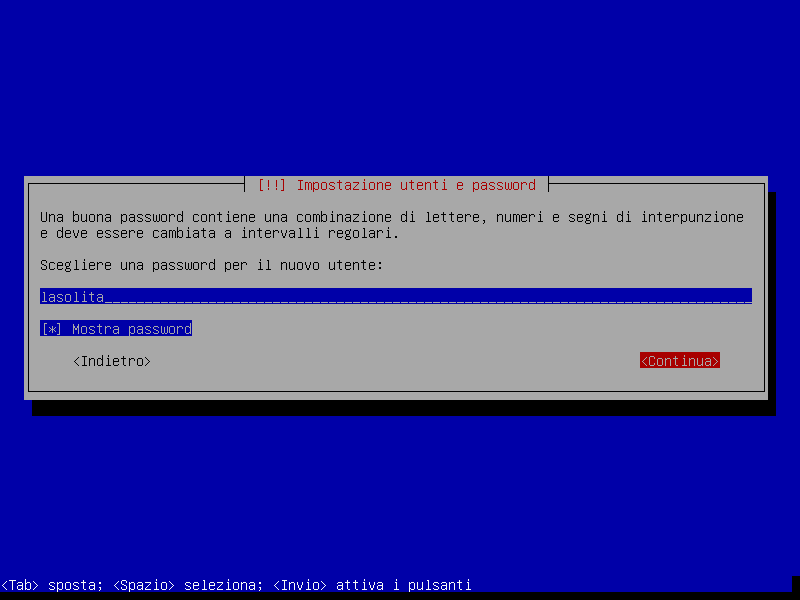 [!!] Impostazione utenti e password
Una buona password contiene una combinazione di lettere, numeri e segni di interpunzione
e deve essere cambiata a intervalli regolari.
Scegliere una password per il nuovo utente:
lasolita
[*] Mostra password
<Indietro> <Continua>
<Tab> sposta; <Spazio> seleziona; <Invio> attiva i pulsanti